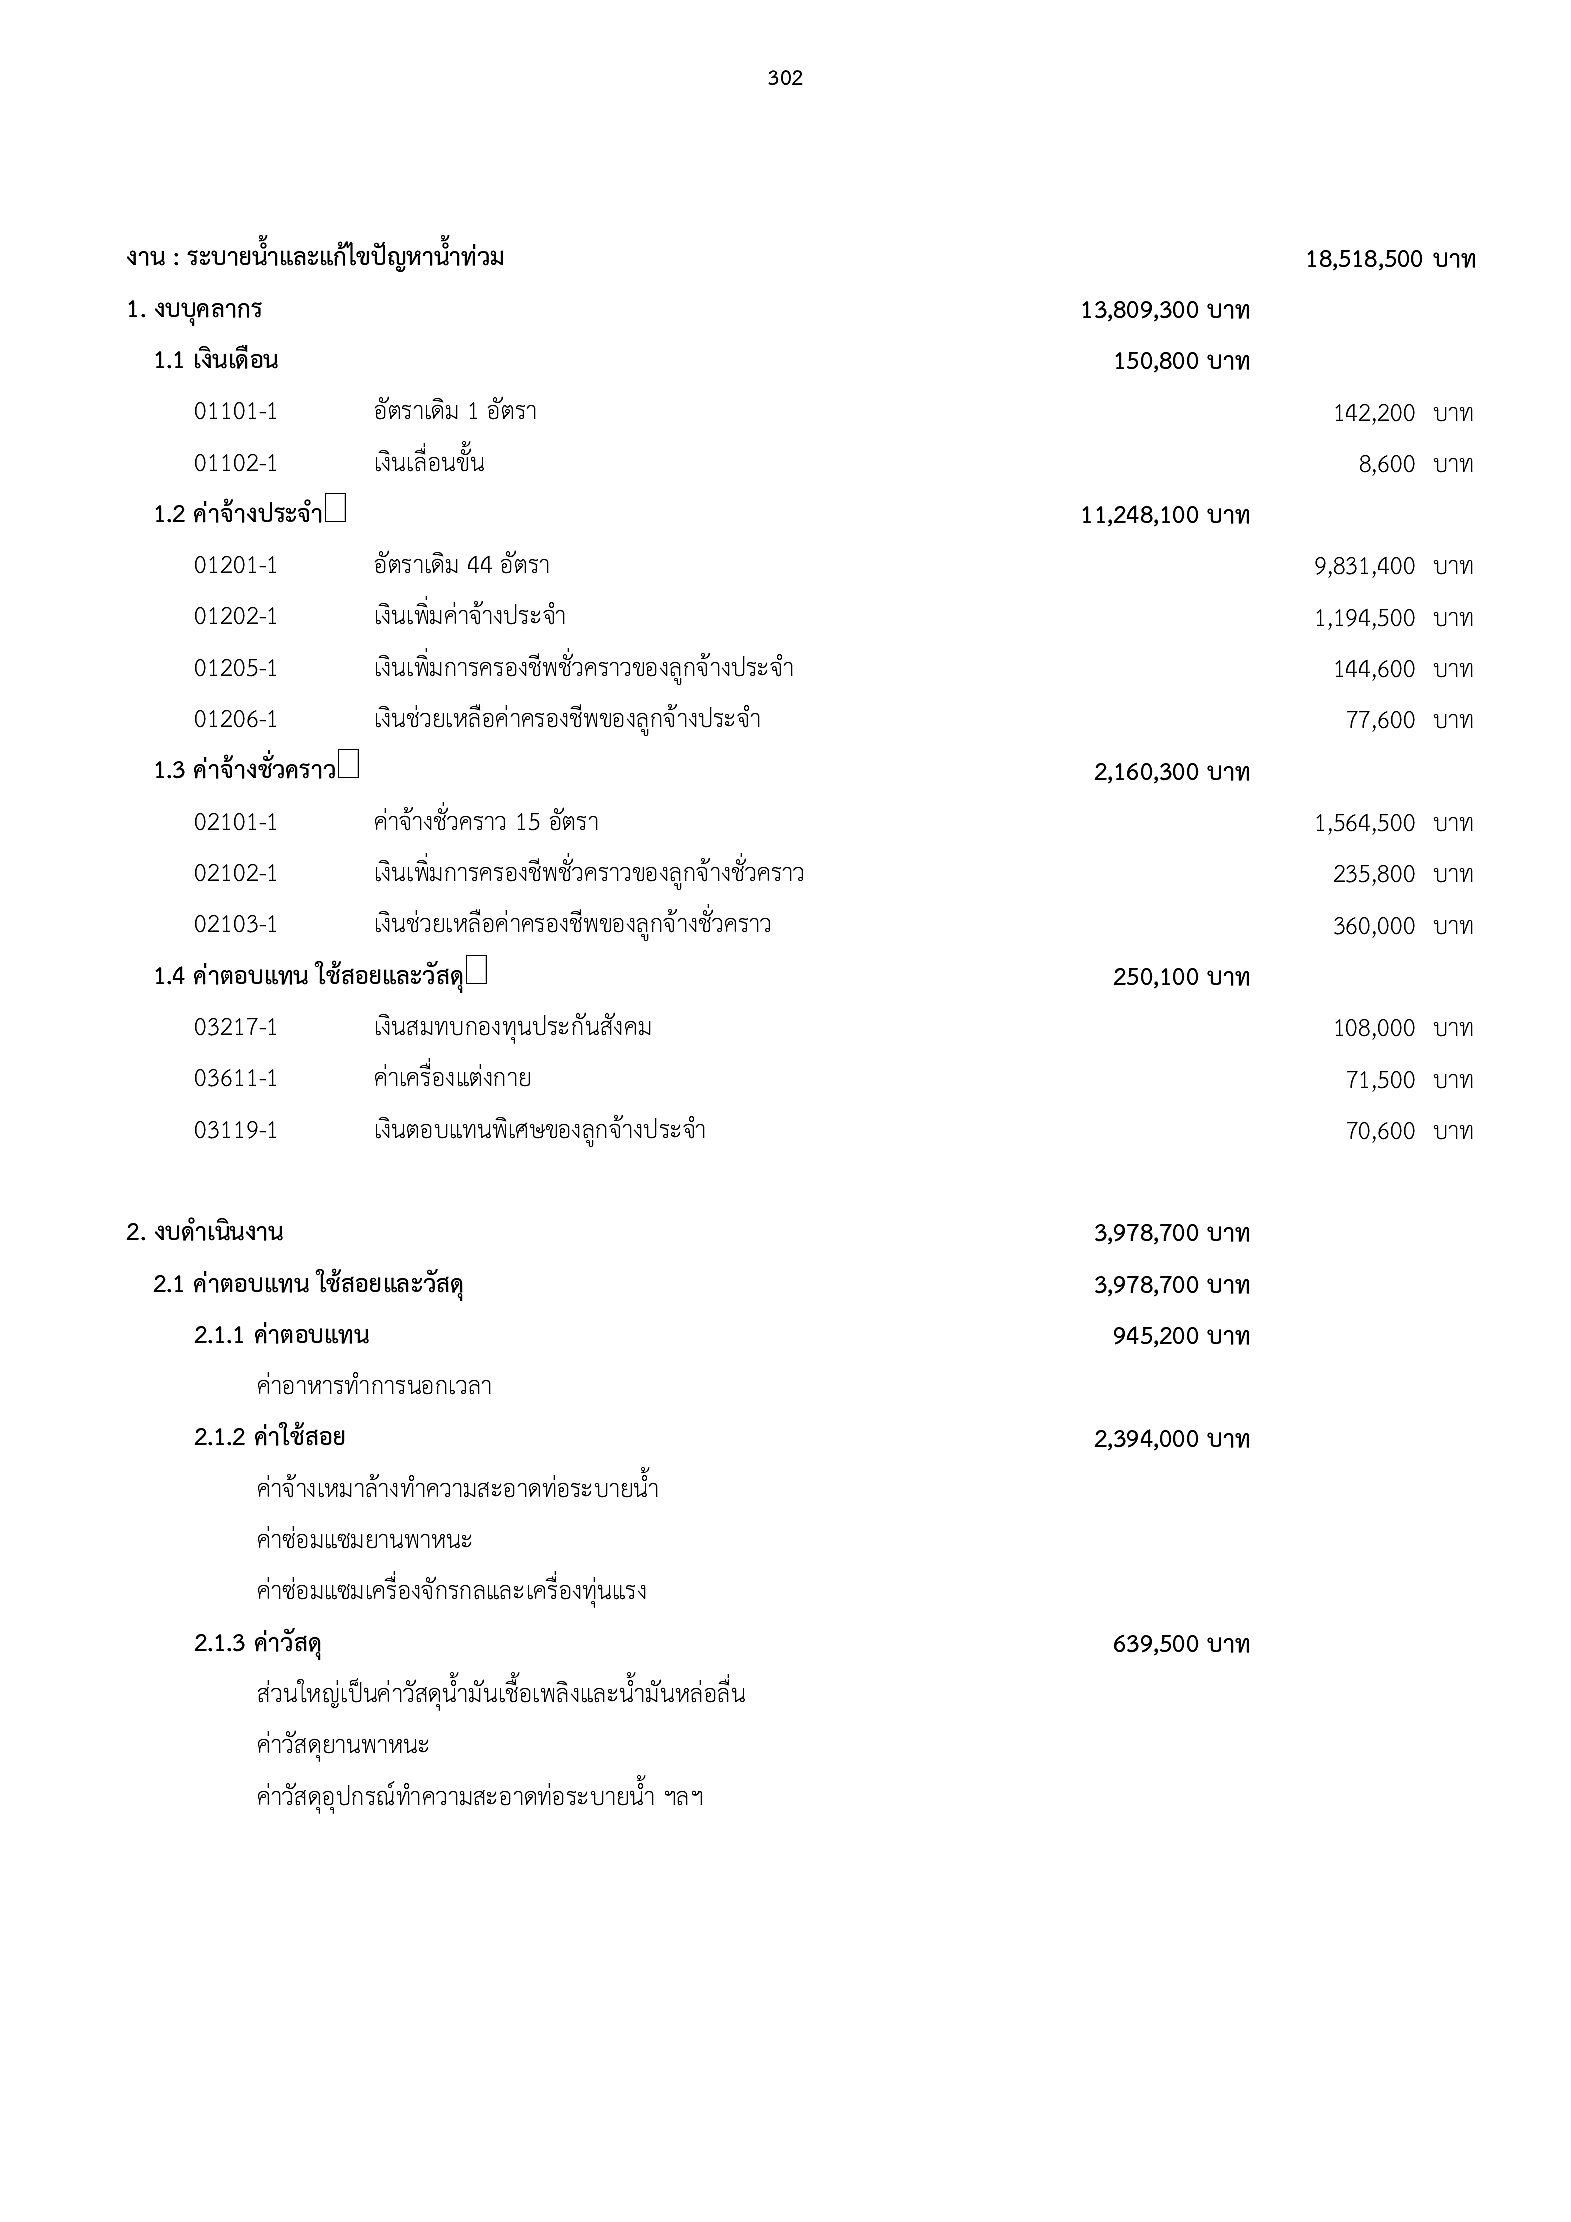 302
งาน : ระบายน้ำและแก้ไขปัญหาน้ำท่วม 18,518,500 บาท
1. งบบุคลากร 13,809,300 บาท
1.1 เงินเดือน 150,800 บาท
01101-1 อัตราเดิม 1 อัตรา 142,200 บาท
01102-1 เงินเลื่อนขั้น 8,600 บาท
1.2 ค่าจ้างประจำ 11,248,100 บาท
01201-1 อัตราเดิม 44 อัตรา 9,831,400 บาท
01202-1 เงินเพิ่มค่าจ้างประจำ 1,194,500 บาท
01205-1 เงินเพิ่มการครองชีพชั่วคราวของลูกจ้างประจำ 144,600 บาท
01206-1 เงินช่วยเหลือค่าครองชีพของลูกจ้างประจำ 77,600 บาท
1.3 ค่าจ้างชั่วคราว 2,160,300 บาท
02101-1 ค่าจ้างชั่วคราว 15 อัตรา 1,564,500 บาท
02102-1 เงินเพิ่มการครองชีพชั่วคราวของลูกจ้างชั่วคราว 235,800 บาท
02103-1 เงินช่วยเหลือค่าครองชีพของลูกจ้างชั่วคราว 360,000 บาท
1.4 ค่าตอบแทน ใช้สอยและวัสดุ 250,100 บาท
03217-1 เงินสมทบกองทุนประกันสังคม 108,000 บาท
03611-1 ค่าเครื่องแต่งกาย 71,500 บาท
03119-1 เงินตอบแทนพิเศษของลูกจ้างประจำ 70,600 บาท
2. งบดำเนินงาน 3,978,700 บาท
2.1 ค่าตอบแทน ใช้สอยและวัสดุ 3,978,700 บาท
2.1.1 ค่าตอบแทน 945,200 บาท
ค่าอาหารทำการนอกเวลา
2.1.2 ค่าใช้สอย 2,394,000 บาท
ค่าจ้างเหมาล้างทำความสะอาดท่อระบายน้ำ
ค่าซ่อมแซมยานพาหนะ
ค่าซ่อมแซมเครื่องจักรกลและเครื่องทุ่นแรง
2.1.3 ค่าวัสดุ 639,500 บาท
ส่วนใหญ่เป็นค่าวัสดุน้ำมันเชื้อเพลิงและน้ำมันหล่อลื่น
ค่าวัสดุยานพาหนะ
ค่าวัสดุอุปกรณ์ทำความสะอาดท่อระบายน้ำ ฯลฯ